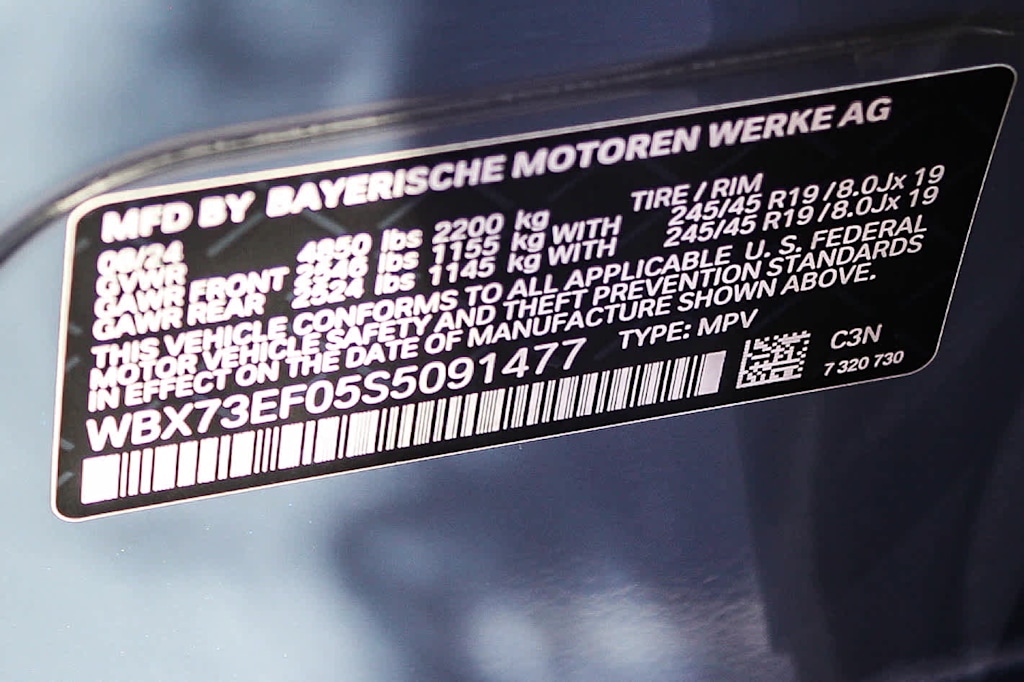 MFD BY BAYERISCHE MOTOREN WERKE AG
08/24 TIRE / RIM
GVWR 4850 lbs 2200 kg
GAWR FRONT 2546 lbs 1155 kg WITH 245/45 R19 / 8.0Jx 19
GAWR REAR 2524 lbs 1145 kg WITH 245/45 R19 / 8.0Jx 19
THIS VEHICLE CONFORMS TO ALL APPLICABLE U. S. FEDERAL
MOTOR VEHICLE SAFETY AND THEFT PREVENTION STANDARDS
IN EFFECT ON THE DATE OF MANUFACTURE SHOWN ABOVE.
WBX73EF05S5091477 TYPE: MPV
C3N
7 320 730